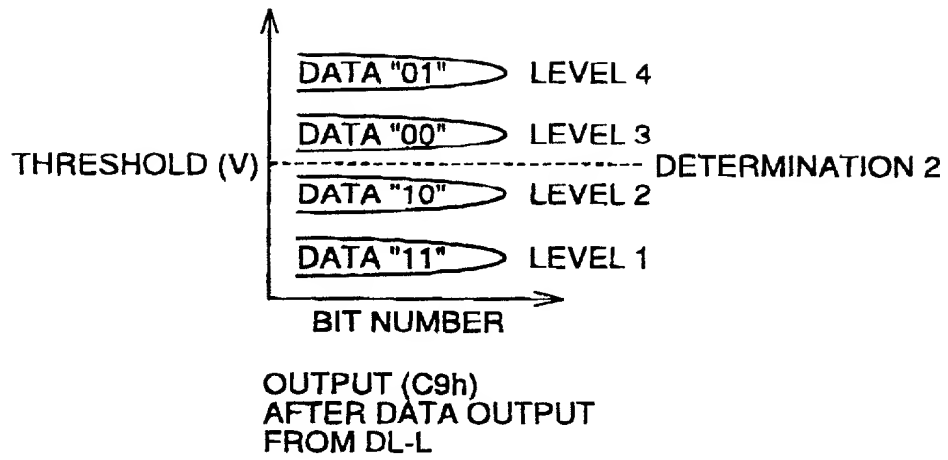 DATA "01" LEVEL 4
DATA "00" LEVEL 3
THRESHOLD (V) DETERMINATION 2
DATA "10" LEVEL 2
DATA "11" LEVEL 1
BIT NUMBER
OUTPUT (C9h)
AFTER DATA OUTPUT
FROM DL-L